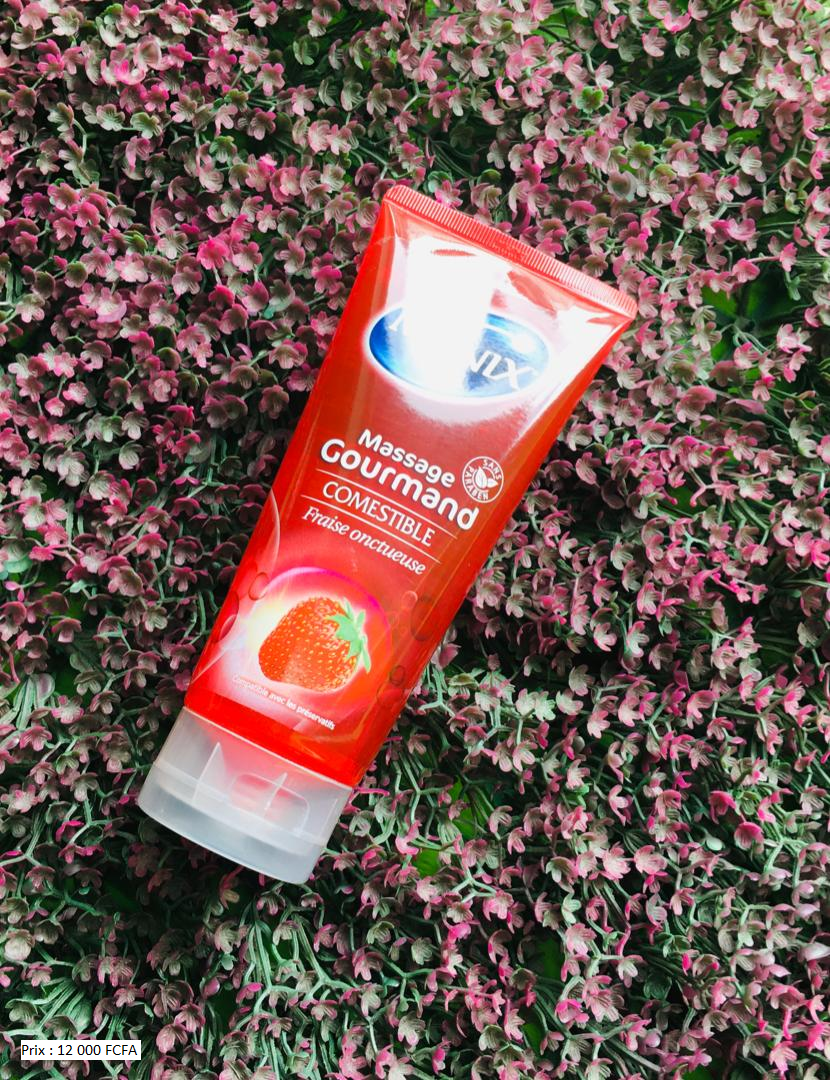 Massage
Gourmand
SANS PARABEN
COMESTIBLE
Fraise onctueuse
Compatible avec les préservatifs
Prix : 12 000 FCFA